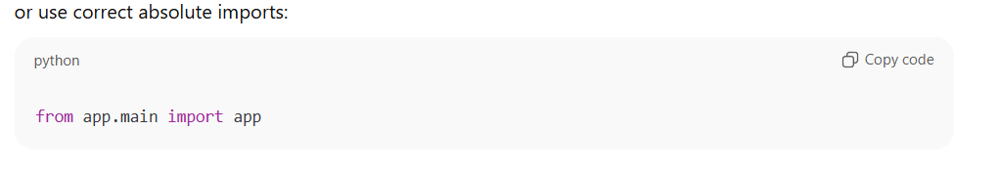 or use correct absolute imports:
python
Copy code
from app.main import app